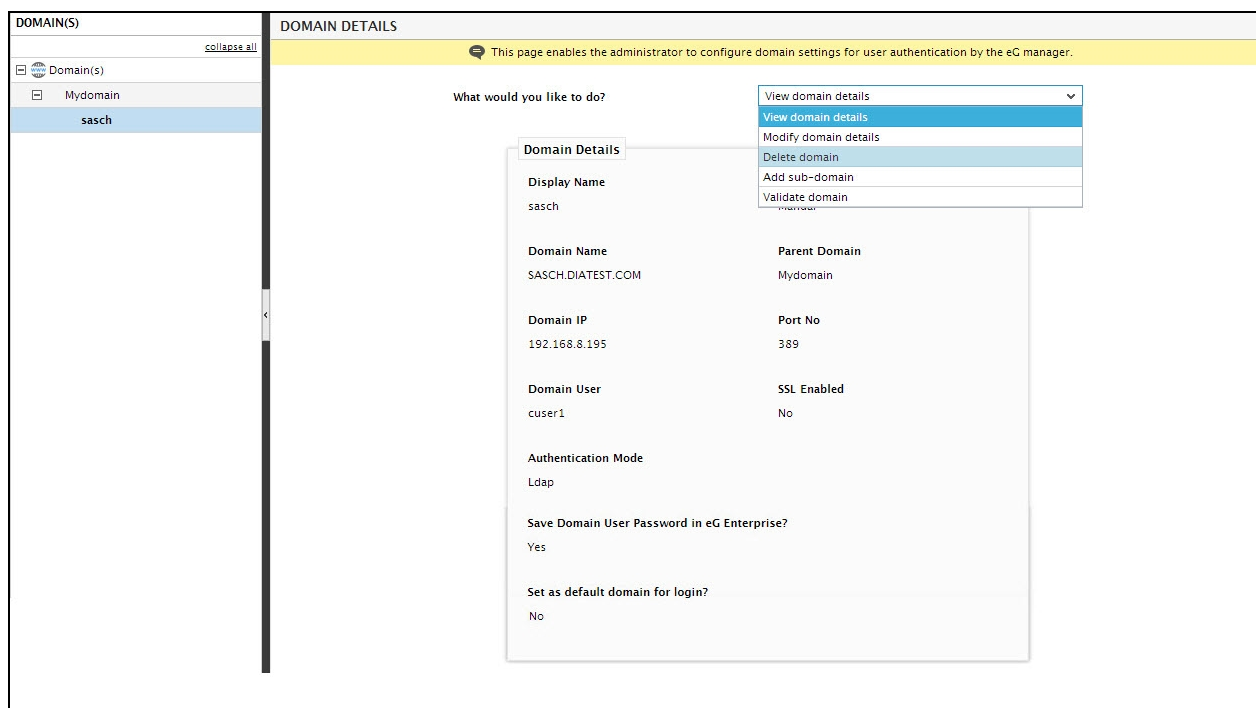 DOMAIN(S)
collapse all
Domain(s)
Mydomain
sasch
DOMAIN DETAILS
This page enables the administrator to configure domain settings for user authentication by the eG manager.
What would you like to do?
View domain details
View domain details
Modify domain details
Delete domain
Add sub-domain
Validate domain
Domain Details
Display Name
sasch
Domain Name
Parent Domain
SASCH.DIATEST.COM
Mydomain
Domain IP
Port No
192.168.8.195
389
Domain User
SSL Enabled
cuser1
No
Authentication Mode
Ldap
Save Domain User Password in eG Enterprise?
Yes
Set as default domain for login?
No